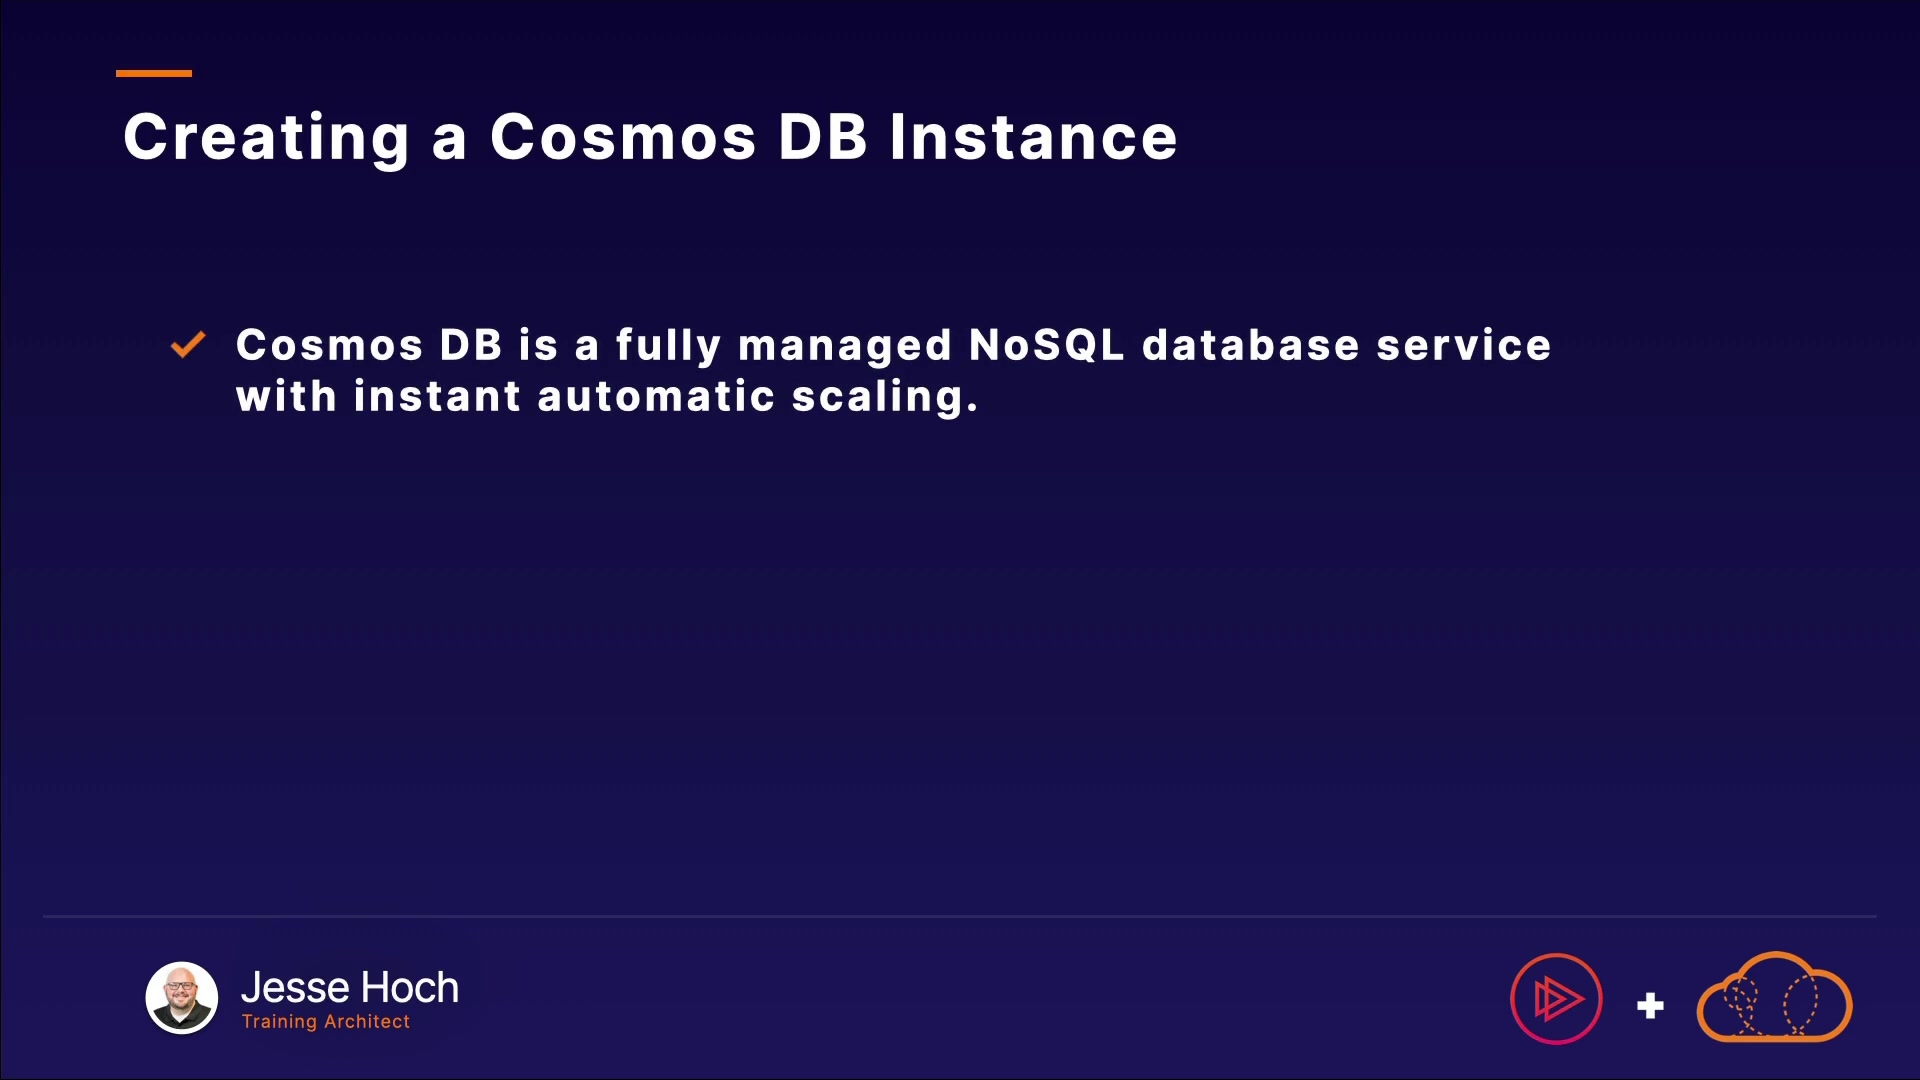 Creating a Cosmos DB Instance
Cosmos DB is a fully managed NoSQL database service
with instant automatic scaling.
Jesse Hoch
Training Architect